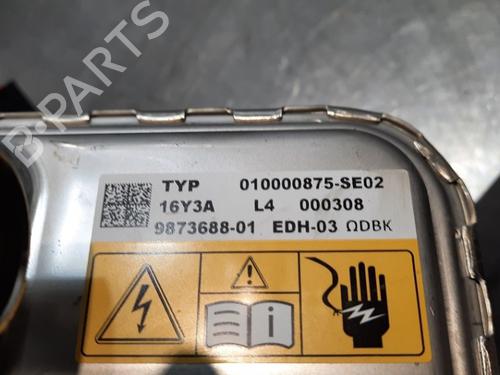 B-PARTS
TYP 010000875-SE02
16Y3A L4 000308
9873688-01 EDH-03 ΩDBK